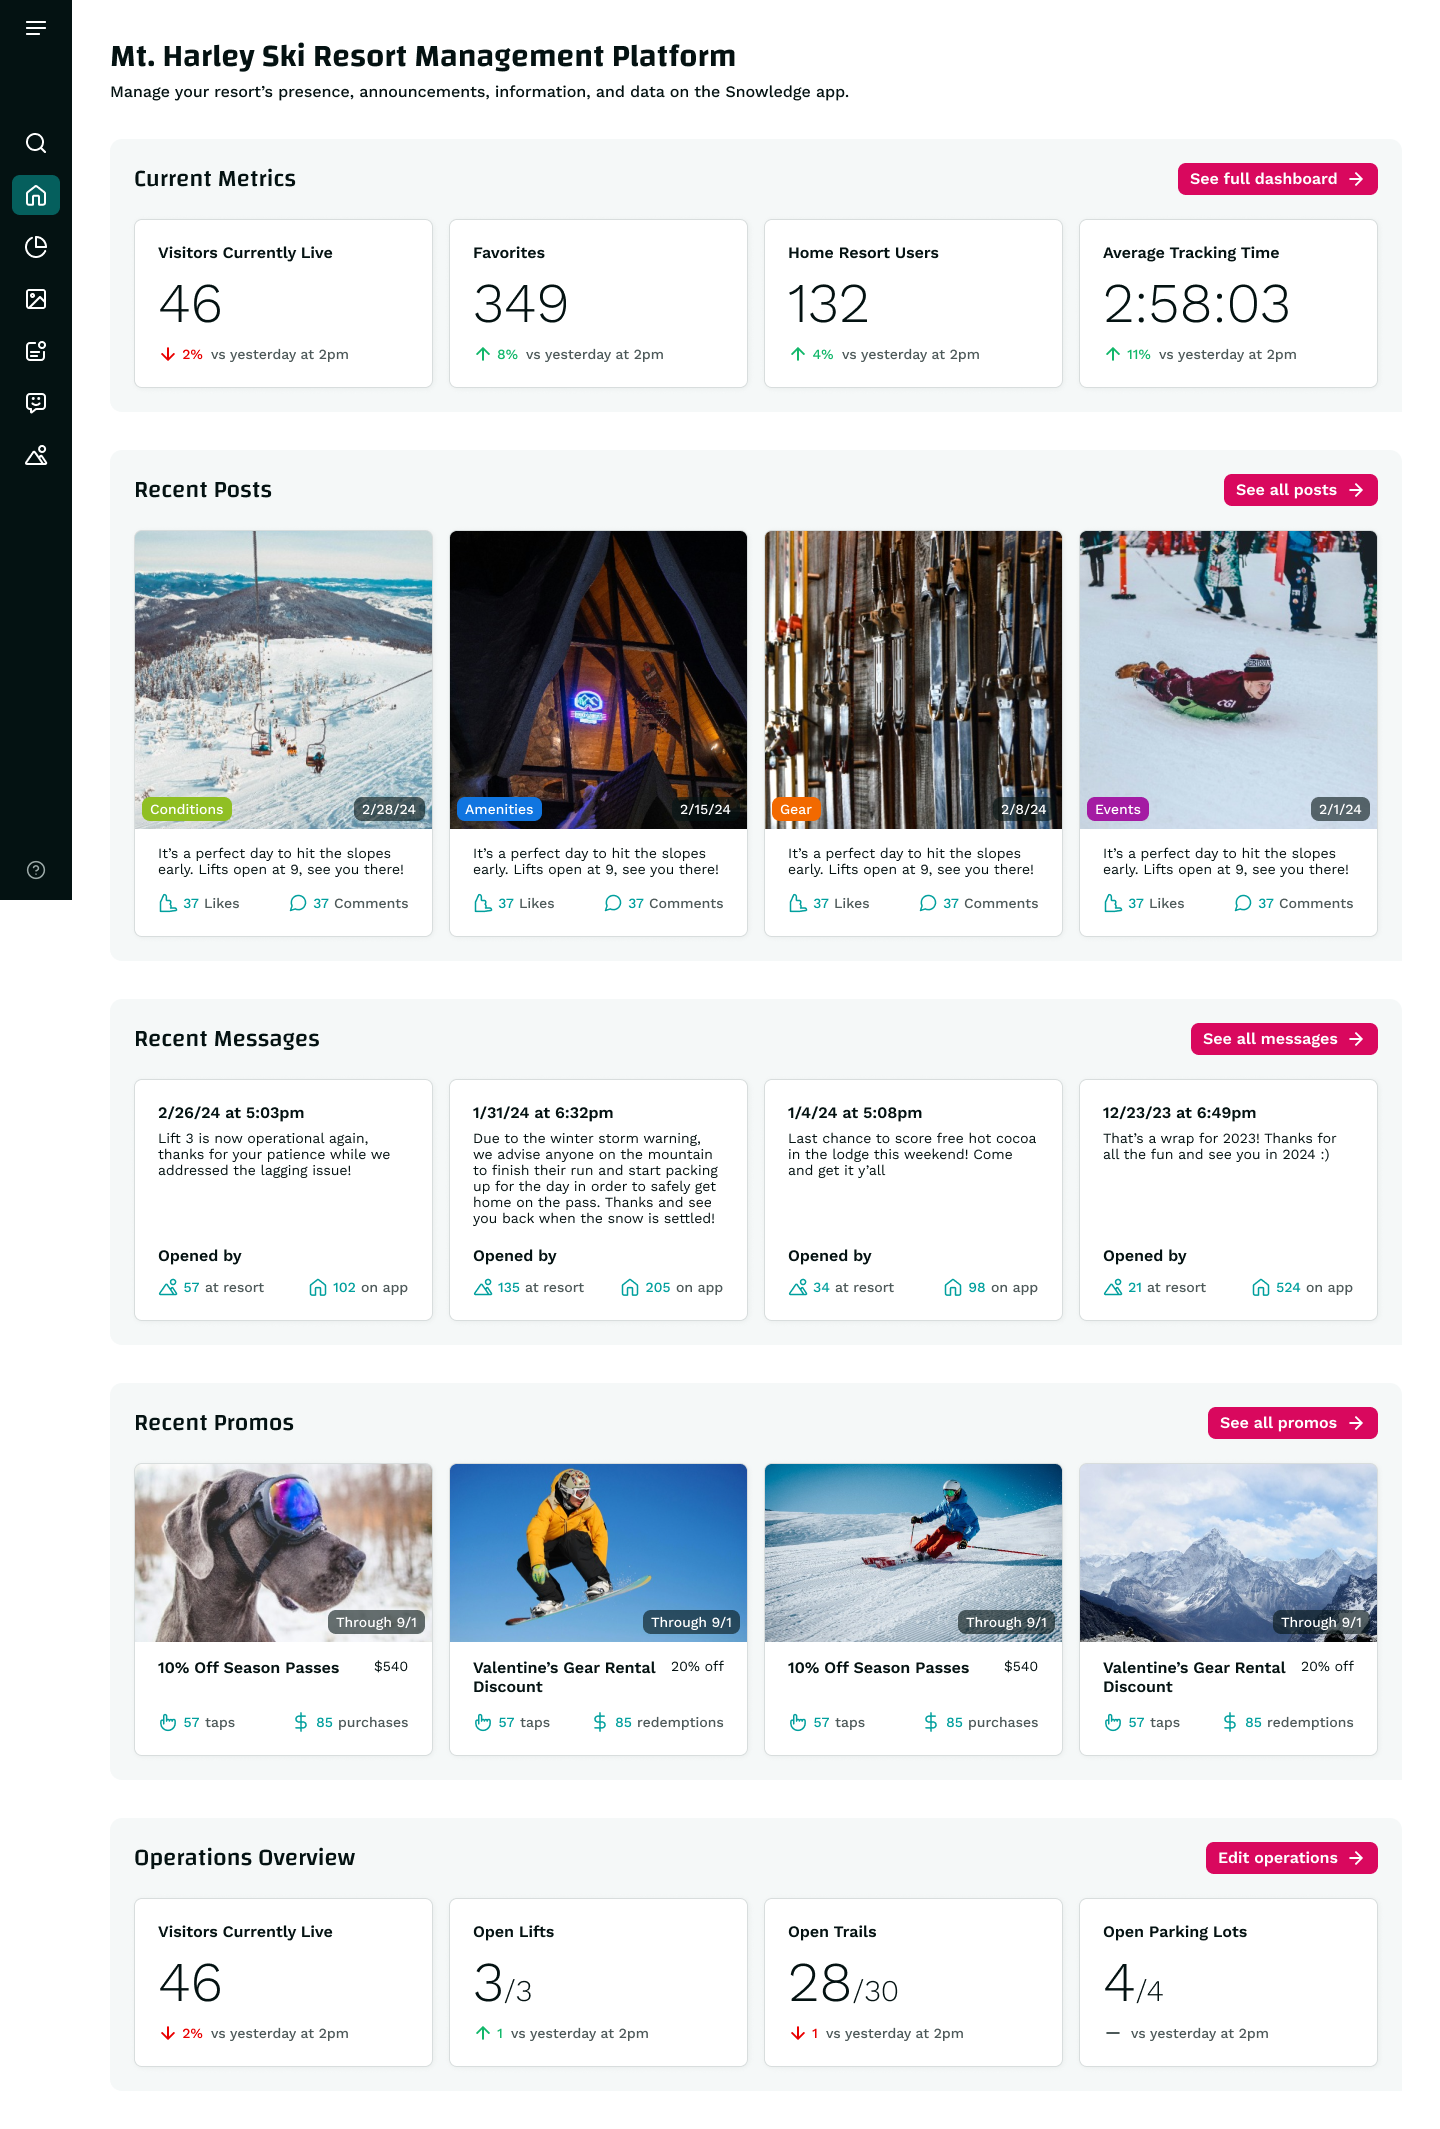 Mt. Harley Ski Resort Management Platform
Manage your resort’s presence, announcements, information, and data on the Snowledge app.
Current Metrics
See full dashboard
Visitors Currently Live
46
2% vs yesterday at 2pm
Favorites
349
8% vs yesterday at 2pm
Home Resort Users
132
4% vs yesterday at 2pm
Average Tracking Time
2:58:03
11% vs yesterday at 2pm
Recent Posts
See all posts
Conditions
2/28/24
It’s a perfect day to hit the slopes
early. Lifts open at 9, see you there!
37 Likes
37 Comments
Amenities
2/15/24
It’s a perfect day to hit the slopes
early. Lifts open at 9, see you there!
37 Likes
37 Comments
Gear
2/8/24
It’s a perfect day to hit the slopes
early. Lifts open at 9, see you there!
37 Likes
37 Comments
CGI
Events
2/1/24
It’s a perfect day to hit the slopes
early. Lifts open at 9, see you there!
37 Likes
37 Comments
Recent Messages
See all messages
2/26/24 at 5:03pm
Lift 3 is now operational again,
thanks for your patience while we
addressed the lagging issue!
Opened by
57 at resort
102 on app
1/31/24 at 6:32pm
Due to the winter storm warning,
we advise anyone on the mountain
to finish their run and start packing
up for the day in order to safely get
home on the pass. Thanks and see
you back when the snow is settled!
Opened by
135 at resort
205 on app
1/4/24 at 5:08pm
Last chance to score free hot cocoa
in the lodge this weekend! Come
and get it y’all
Opened by
34 at resort
98 on app
12/23/23 at 6:49pm
That’s a wrap for 2023! Thanks for
all the fun and see you in 2024 :)
Opened by
21 at resort
524 on app
Recent Promos
See all promos
Through 9/1
10% Off Season Passes
$540
57 taps
85 purchases
Through 9/1
Valentine’s Gear Rental
Discount
20% off
57 taps
85 redemptions
Through 9/1
10% Off Season Passes
$540
57 taps
85 purchases
Through 9/1
Valentine’s Gear Rental
Discount
20% off
57 taps
85 redemptions
Operations Overview
Edit operations
Visitors Currently Live
46
2% vs yesterday at 2pm
Open Lifts
3/3
1 vs yesterday at 2pm
Open Trails
28/30
1 vs yesterday at 2pm
Open Parking Lots
4/4
— vs yesterday at 2pm